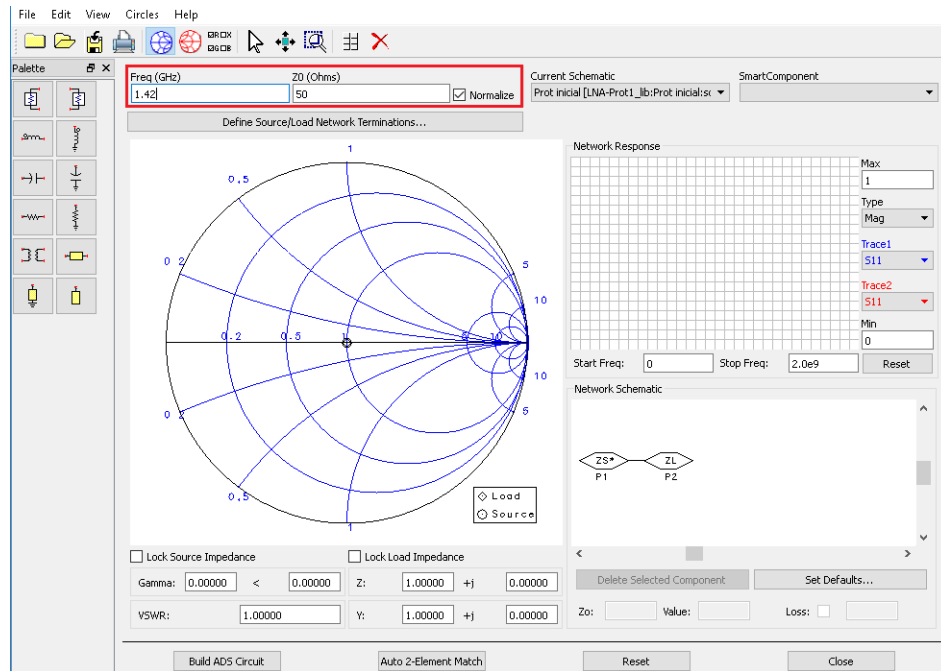 File Edit View Circles Help
Palette
Freq (GHz) Z0 (Ohms)
1.42 50 Normalize
Current Schematic SmartComponent
Prot inicial [LNA-Prot1_lib:Prot inicial:sc
Define Source/Load Network Terminations...
1
0.5
0 2
5
10
0.2 0.5 1 10
10
0 2
5
0.5
1
Load
Source
Network Response
Max
1
Type
Mag
Trace1
S11
Trace2
S11
Min
0
Start Freq: 0 Stop Freq: 2.0e9 Reset
Network Schematic
ZS* ZL
P1 P2
Lock Source Impedance Lock Load Impedance
Gamma: 0.00000 < 0.00000 Z: 1.00000 +j 0.00000
VSWR: 1.00000 Y: 1.00000 +j 0.00000
Delete Selected Component Set Defaults...
Zo: Value: Loss:
Build ADS Circuit Auto 2-Element Match Reset Close